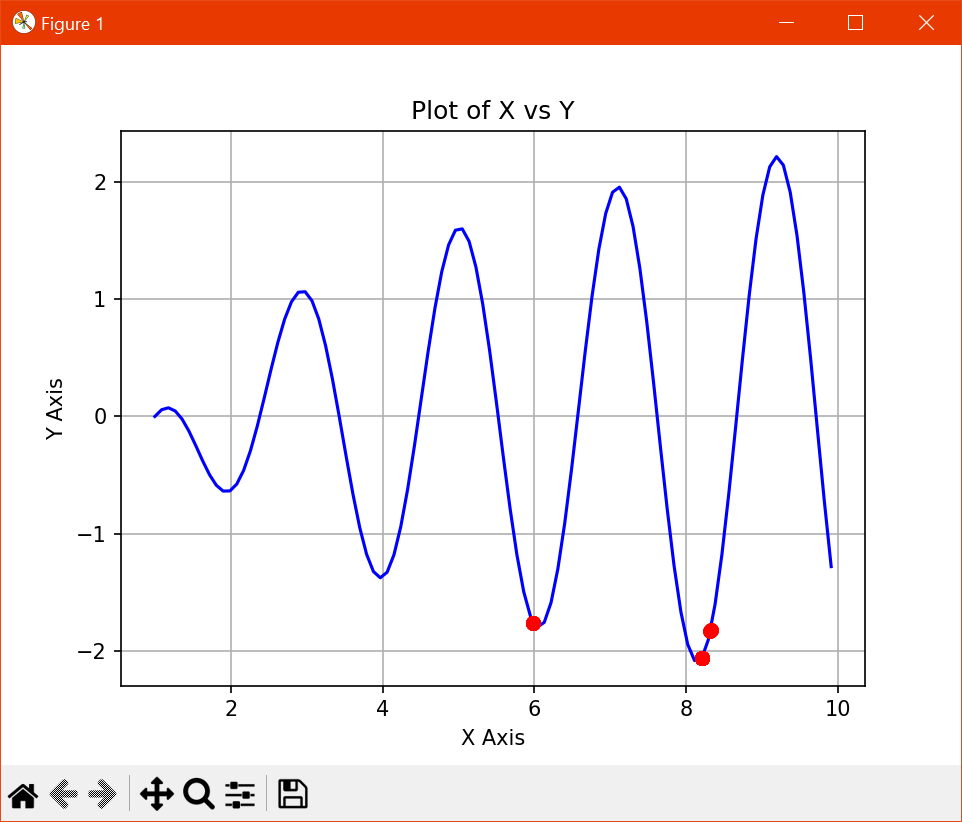 Figure 1
Plot of X vs Y
2
1
0
−1
−2
Y Axis
2 4 6 8 10
X Axis